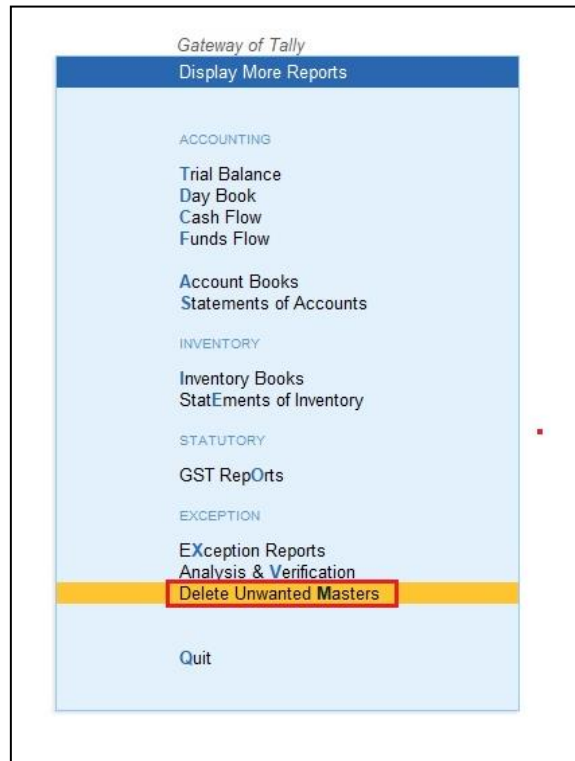 Gateway of Tally
Display More Reports
ACCOUNTING
Trial Balance
Day Book
Cash Flow
Funds Flow
Account Books
Statements of Accounts
INVENTORY
Inventory Books
StatEments of Inventory
STATUTORY
GST RepOrts
EXCEPTION
EXception Reports
Analysis & Verification
Delete Unwanted Masters
Quit